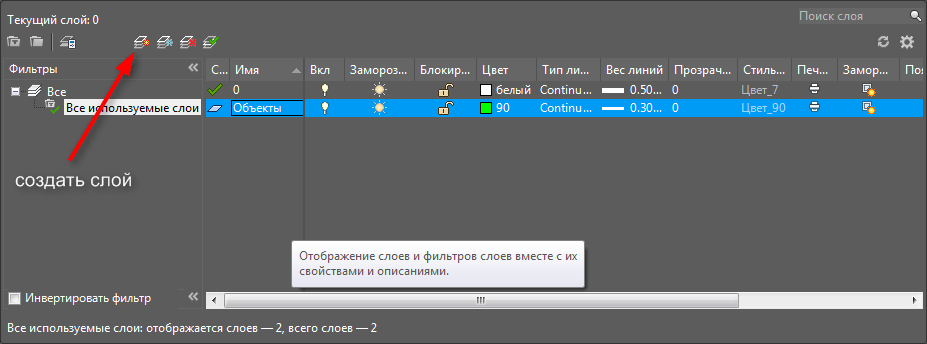 Текущий слой: 0
Поиск слоя
Фильтры
С... Имя Вкл Замороз... Блокир... Цвет Тип ли... Вес линий Прозрач... Стиль... Печ... Замор... Поя
Все
0 белый Continu... 0.50... 0 Цвет_7
Все используемые слои
Объекты 90 Continu... 0.30... 0 Цвет_90
создать слой
Отображение слоев и фильтров слоев вместе с их
свойствами и описаниями.
Инвертировать фильтр
Все используемые слои: отображается слоев — 2, всего слоев — 2